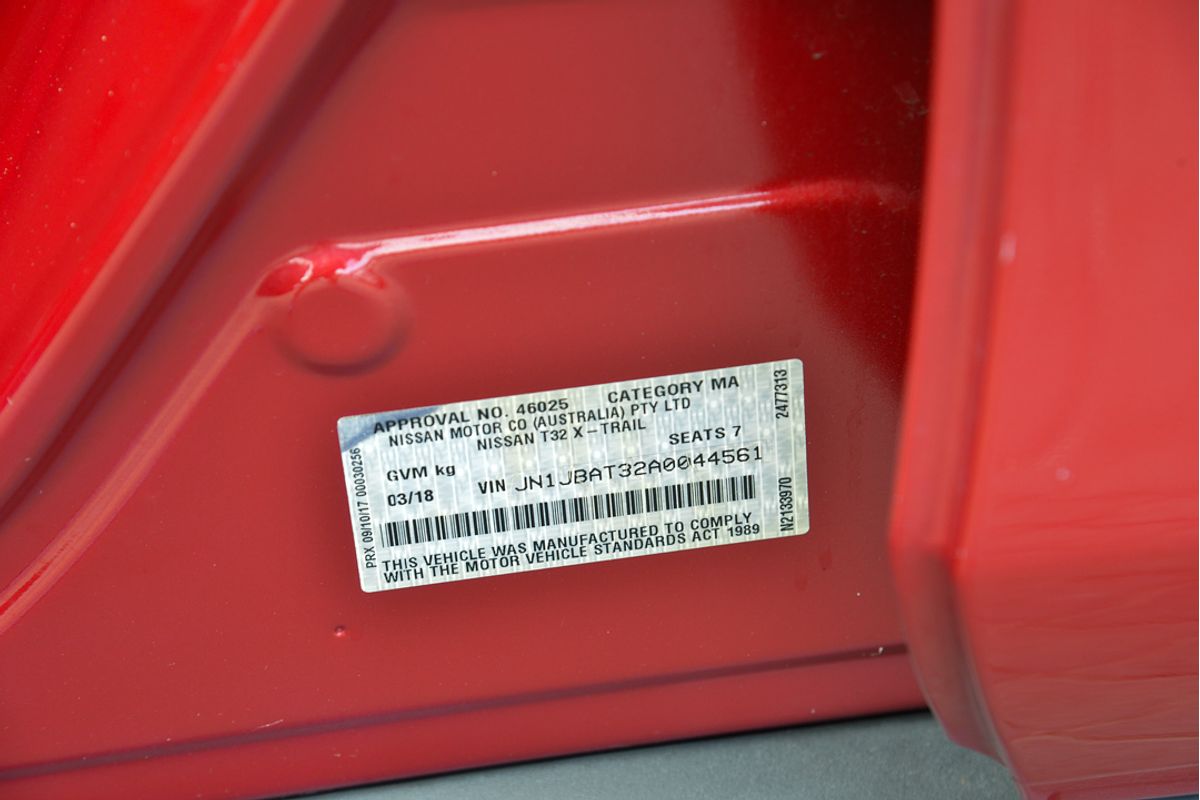 APPROVAL NO. 46025 CATEGORY MA
NISSAN MOTOR CO (AUSTRALIA) PTY LTD
NISSAN T32 X-TRAIL
GVM kg SEATS 7
03/18 VIN JN1JBAT32A0044561
THIS VEHICLE WAS MANUFACTURED TO COMPLY
WITH THE MOTOR VEHICLE STANDARDS ACT 1989
PRX 09/10/17 00030256
2477313
N2133970